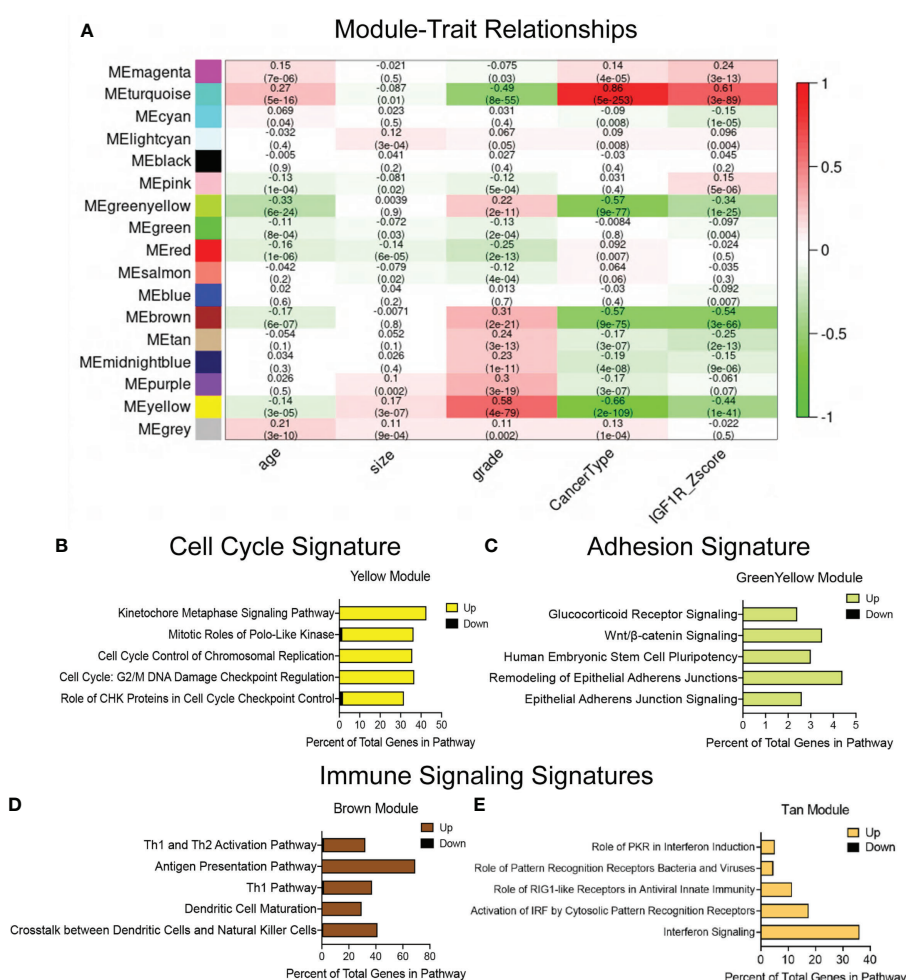 A
Module-Trait Relationships
MEmagenta 0.15 -0.021 -0.075 0.14 0.24
(7e-06) (0.5) (0.03) (4e-05) (3e-13)
MEturquoise 0.27 -0.087 -0.49 0.86 0.61
(5e-16) (0.01) (8e-55) (5e-253) (3e-89)
MEcyan 0.069 0.023 0.031 -0.09 -0.15
(0.04) (0.5) (0.4) (0.008) (1e-05)
MElightcyan -0.032 0.12 0.067 0.09 0.096
(0.4) (3e-04) (0.05) (0.008) (0.004)
MEblack -0.005 0.041 0.027 -0.03 0.045
(0.9) (0.2) (0.4) (0.4) (0.2)
MEpink -0.13 -0.081 -0.12 0.031 0.15
(1e-04) (0.02) (5e-04) (0.4) (5e-06)
MEgreenyellow -0.33 0.0039 0.22 -0.57 -0.34
(6e-24) (0.9) (2e-11) (9e-77) (1e-25)
MEgreen -0.11 -0.072 -0.13 -0.0084 -0.097
(8e-04) (0.03) (2e-04) (0.8) (0.004)
MEred -0.16 -0.14 -0.25 0.092 -0.024
(1e-06) (6e-05) (2e-13) (0.007) (0.5)
MEsalmon -0.042 -0.079 -0.12 0.064 -0.035
(0.2) (0.02) (4e-04) (0.06) (0.3)
MEblue 0.02 0.04 0.013 -0.03 -0.092
(0.6) (0.2) (0.7) (0.4) (0.007)
MEbrown -0.17 -0.0071 0.31 -0.57 -0.54
(6e-07) (0.8) (2e-21) (9e-75) (3e-66)
MEtan -0.054 0.052 0.24 -0.17 -0.25
(0.1) (0.1) (3e-13) (3e-07) (2e-13)
MEmidnightblue 0.034 0.026 0.23 -0.19 -0.15
(0.3) (0.4) (1e-11) (4e-08) (9e-06)
MEpurple 0.026 0.1 0.3 -0.17 -0.061
(0.5) (0.002) (3e-19) (3e-07) (0.07)
MEyellow -0.14 0.17 0.58 -0.66 -0.44
(3e-05) (3e-07) (4e-79) (2e-109) (1e-41)
MEgrey 0.21 0.11 0.11 0.13 -0.022
(3e-10) (9e-04) (0.002) (1e-04) (0.5)
age size grade CancerType IGF1R_Zscore
1
0.5
0
-0.5
-1
B
Cell Cycle Signature
Yellow Module
Up
Down
Kinetochore Metaphase Signaling Pathway
Mitotic Roles of Polo-Like Kinase
Cell Cycle Control of Chromosomal Replication
Cell Cycle: G2/M DNA Damage Checkpoint Regulation
Role of CHK Proteins in Cell Cycle Checkpoint Control
0 10 20 30 40 50
Percent of Total Genes in Pathway
C
Adhesion Signature
GreenYellow Module
Up
Down
Glucocorticoid Receptor Signaling
Wnt/β-catenin Signaling
Human Embryonic Stem Cell Pluripotency
Remodeling of Epithelial Adherens Junctions
Epithelial Adherens Junction Signaling
0 1 2 3 4 5
Percent of Total Genes in Pathway
Immune Signaling Signatures
D
Brown Module
Up
Down
Th1 and Th2 Activation Pathway
Antigen Presentation Pathway
Th1 Pathway
Dendritic Cell Maturation
Crosstalk between Dendritic Cells and Natural Killer Cells
0 20 40 60 80
Percent of Total Genes in Pathway
E
Tan Module
Up
Down
Role of PKR in Interferon Induction
Role of Pattern Recognition Receptors Bacteria and Viruses
Role of RIG1-like Receptors in Antiviral Innate Immunity
Activation of IRF by Cytosolic Pattern Recognition Receptors
Interferon Signaling
0 10 20 30 40
Percent of Total Genes in Pathway